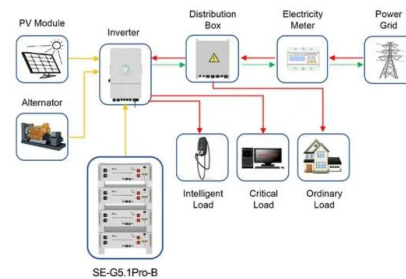 PV Module
Inverter
Distribution
Box
Electricity
Meter
Power
Grid
Alternator
Intelligent
Load
Critical
Load
Ordinary
Load
SE-G5.1Pro-B